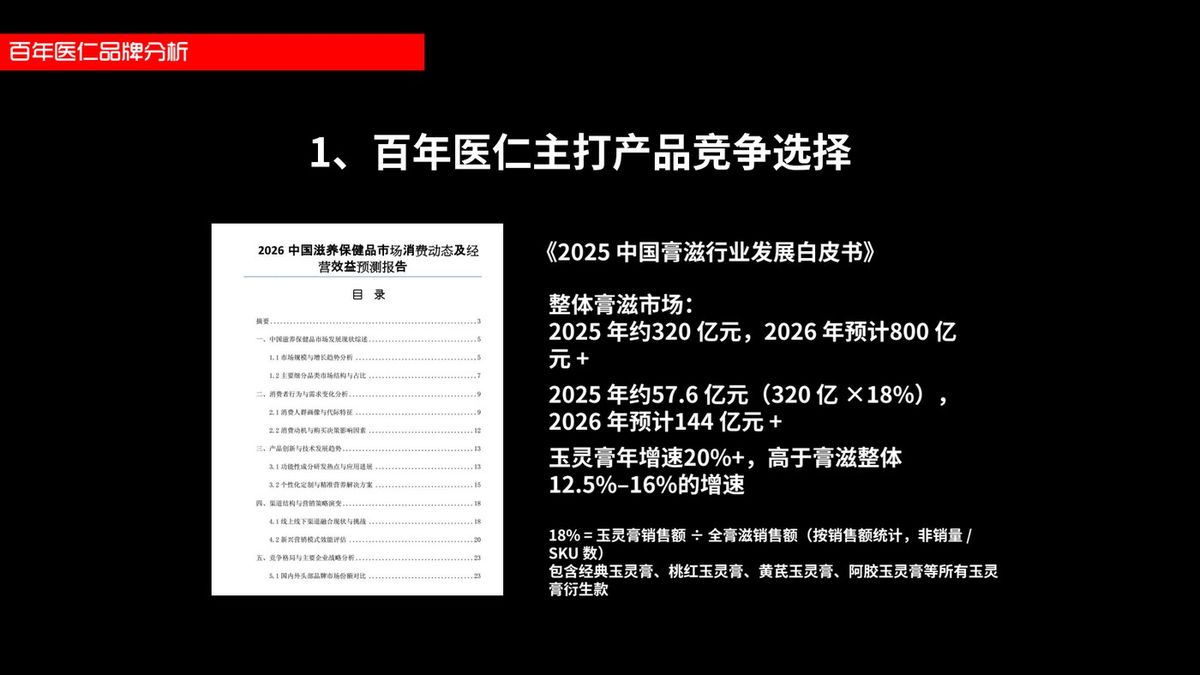 百年医仁品牌分析
1、百年医仁主打产品竞争选择
2026 中国滋养保健品市场消费动态及经
营效益预测报告
目 录
摘要........3
一、中国滋养保健品市场发展现状综述........5
1.1 市场规模与增长趋势分析........5
1.2 主要细分品类市场结构与占比........7
二、消费者行为与需求变化分析........9
2.1 消费人群画像与代际特征........9
2.2 消费动机与购买决策影响因素........12
三、产品创新与技术发展趋势........13
3.1 功能性成分研发热点与应用进展........13
3.2 个性化定制与精准营养解决方案........15
四、渠道结构与营销策略演变........18
4.1 线上线下渠道融合现状与挑战........18
4.2 新兴营销模式效能评估........20
五、竞争格局与主要企业战略分析........23
5.1 国内外头部品牌市场份额对比........23
《2025 中国膏滋行业发展白皮书》
整体膏滋市场：
2025 年约320 亿元，2026 年预计800 亿
元 +
2025 年约57.6 亿元（320 亿 ×18%），
2026 年预计144 亿元 +
玉灵膏年增速20%+，高于膏滋整体
12.5%–16%的增速
18% = 玉灵膏销售额 ÷ 全膏滋销售额（按销售额统计，非销量 /
SKU 数）
包含经典玉灵膏、桃红玉灵膏、黄芪玉灵膏、阿胶玉灵膏等所有玉灵
膏衍生款